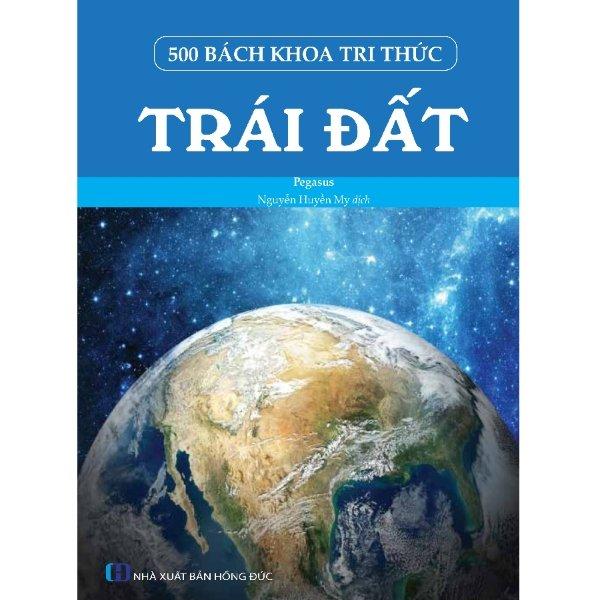 500 BÁCH KHOA TRI THỨC
TRÁI ĐẤT
Pegasus
Nguyễn Huyền My dịch
NHÀ XUẤT BẢN HỒNG ĐỨC